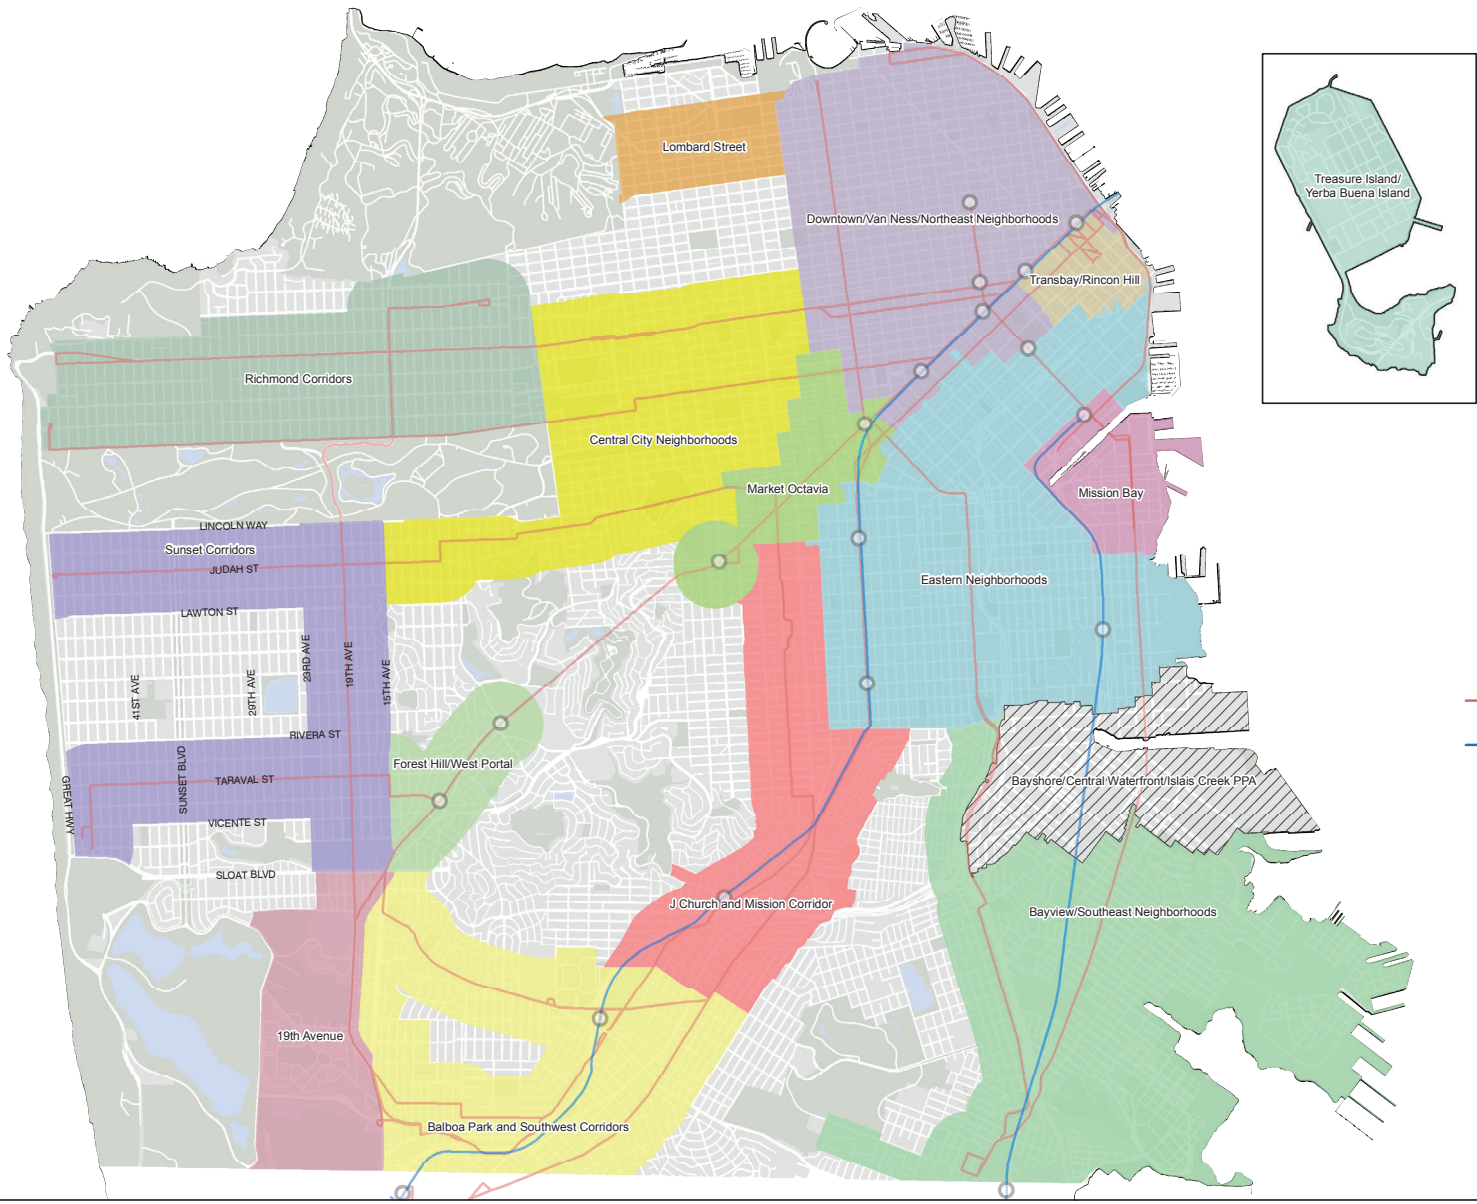 Lombard Street
Treasure Island/
Yerba Buena Island
Downtown/Van Ness/Northeast Neighborhoods
Transbay/Rincon Hill
Richmond Corridors
Central City Neighborhoods
Market Octavia
Mission Bay
LINCOLN WAY
Sunset Corridors
JUDAH ST
Eastern Neighborhoods
LAWTON ST
23RD AVE
19TH AVE
15TH AVE
41ST AVE
29TH AVE
RIVERA ST
Forest Hill/West Portal
SUNSET BLVD
TARAVAL ST
GREAT HWY
Bayshore/Central Waterfront/Islais Creek PPA
VICENTE ST
SLOAT BLVD
J Church and Mission Corridor
Bayview/Southeast Neighborhoods
19th Avenue
Balboa Park and Southwest Corridors